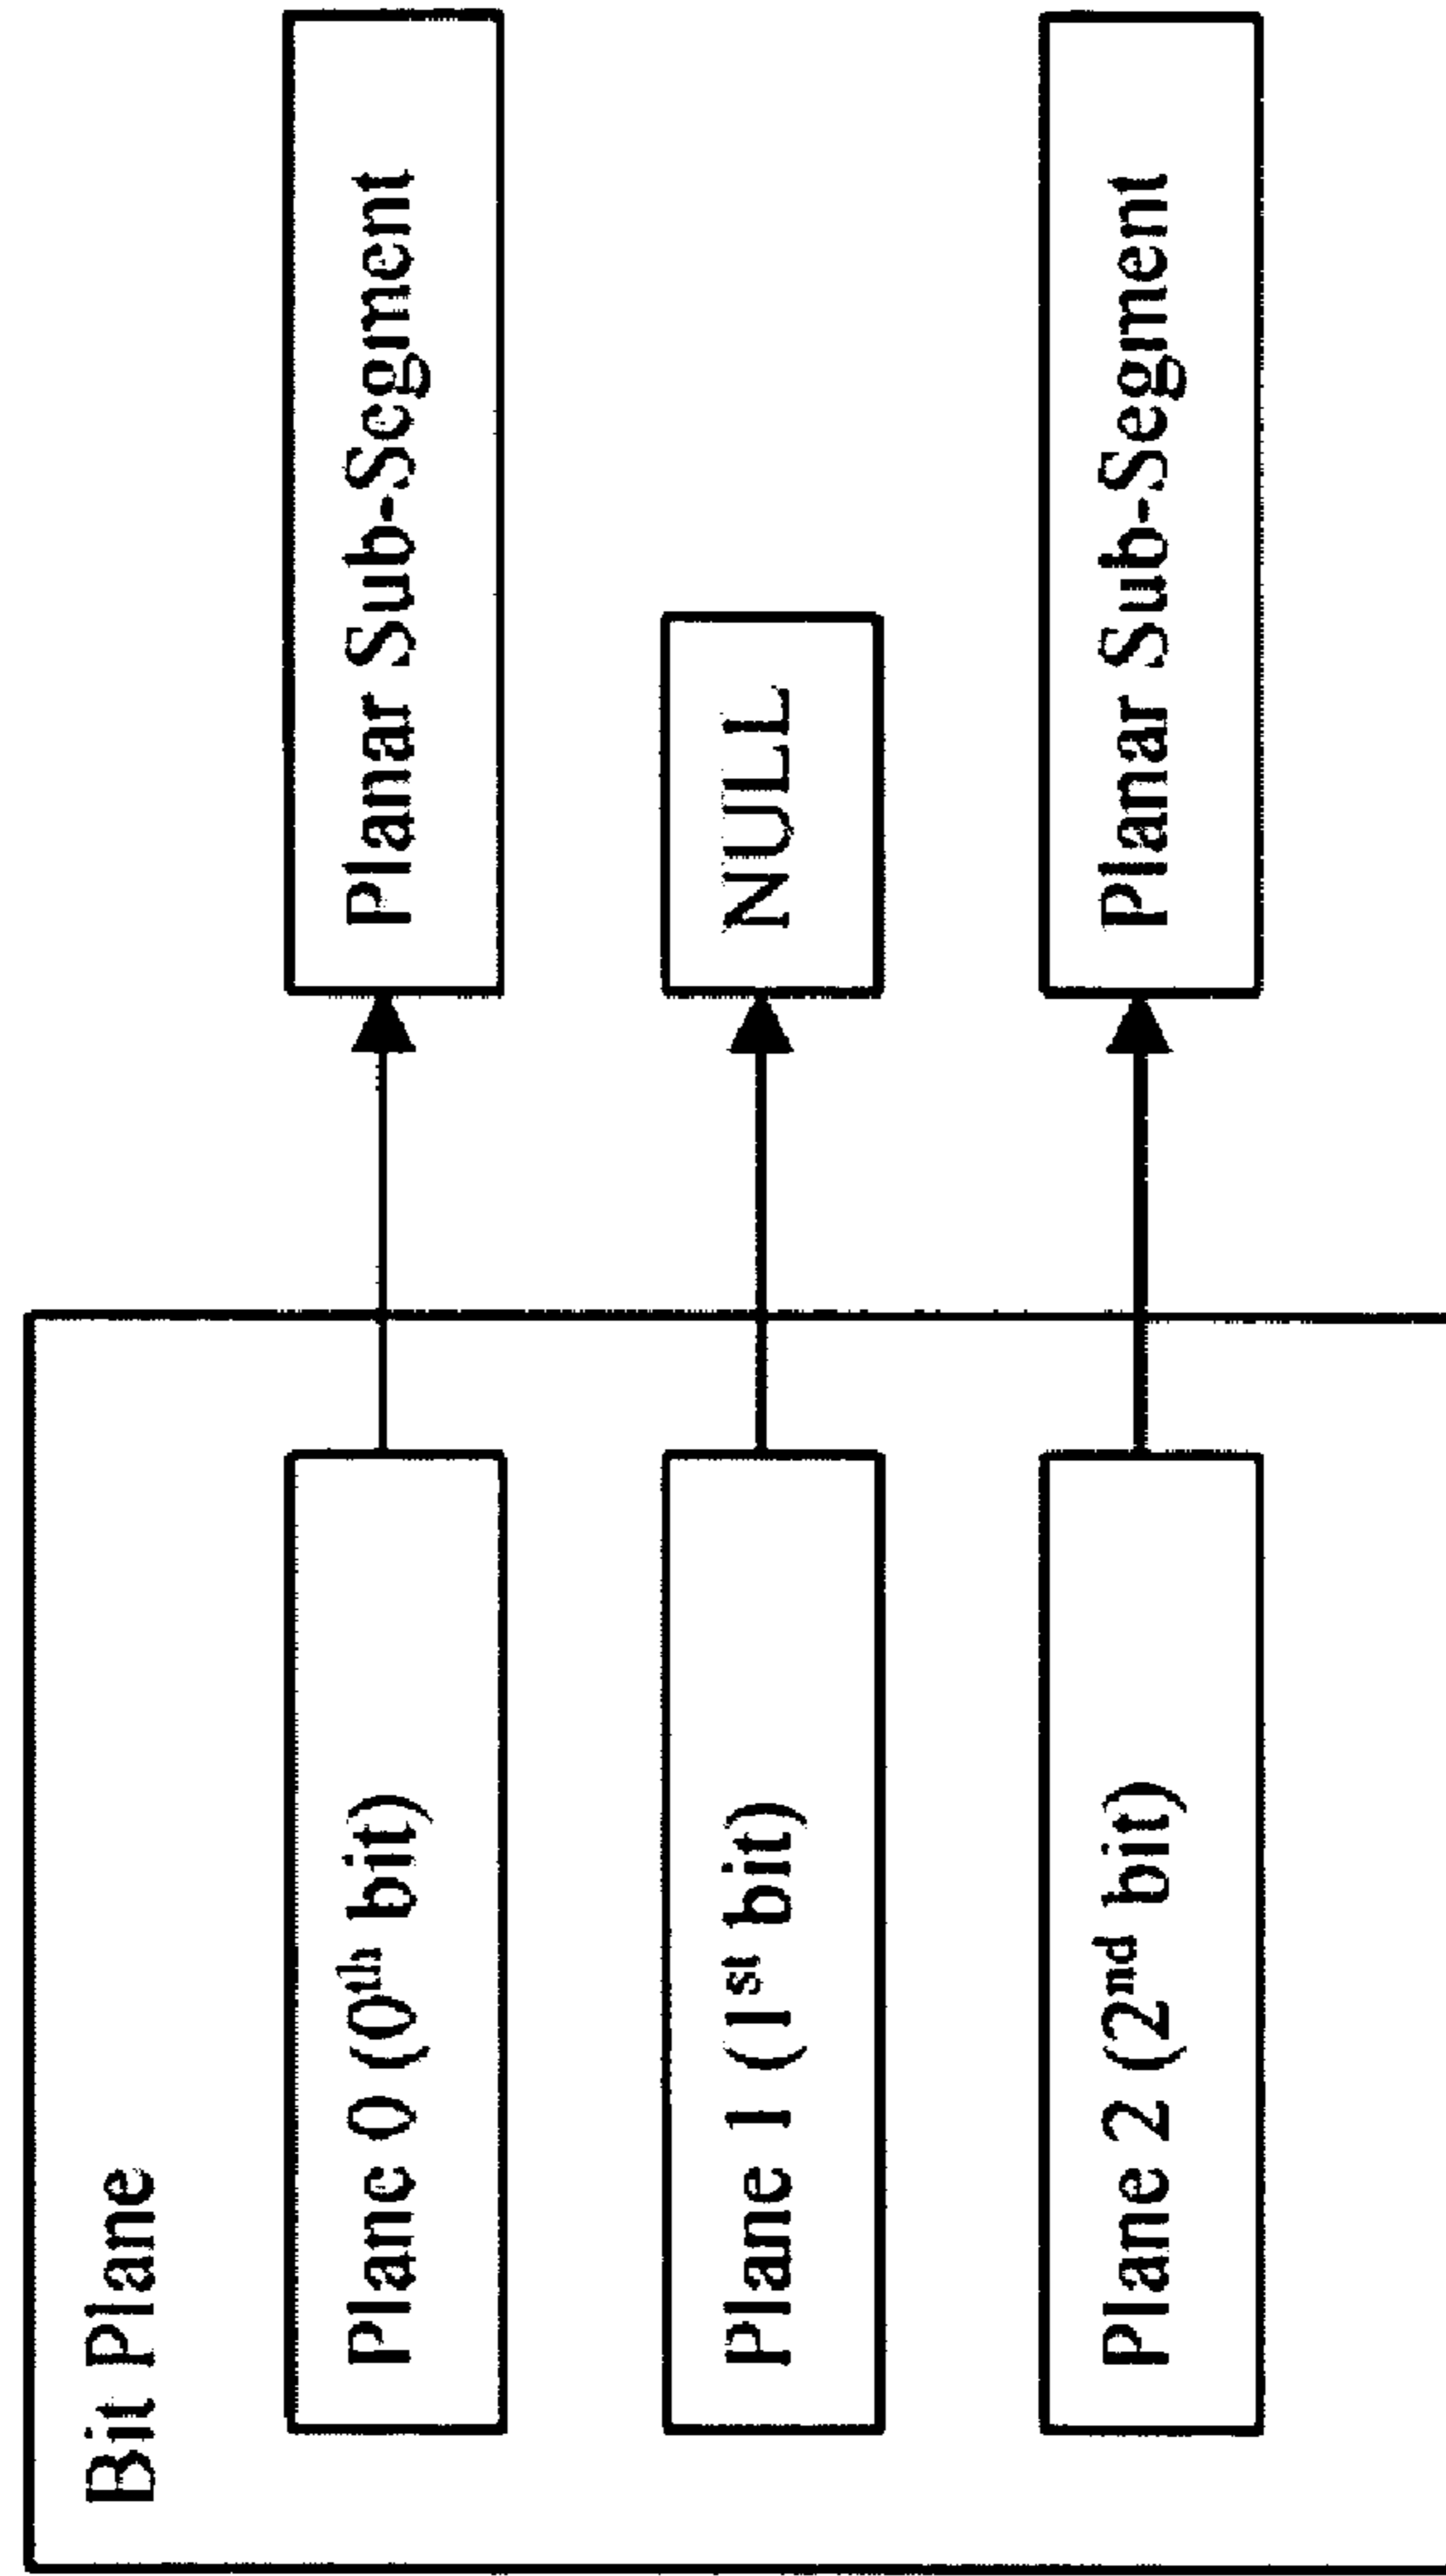 Bit Plane
Plane 0 (0th bit)
Planar Sub-Segment
Plane 1 (1st bit)
NULL
Plane 2 (2nd bit)
Planar Sub-Segment